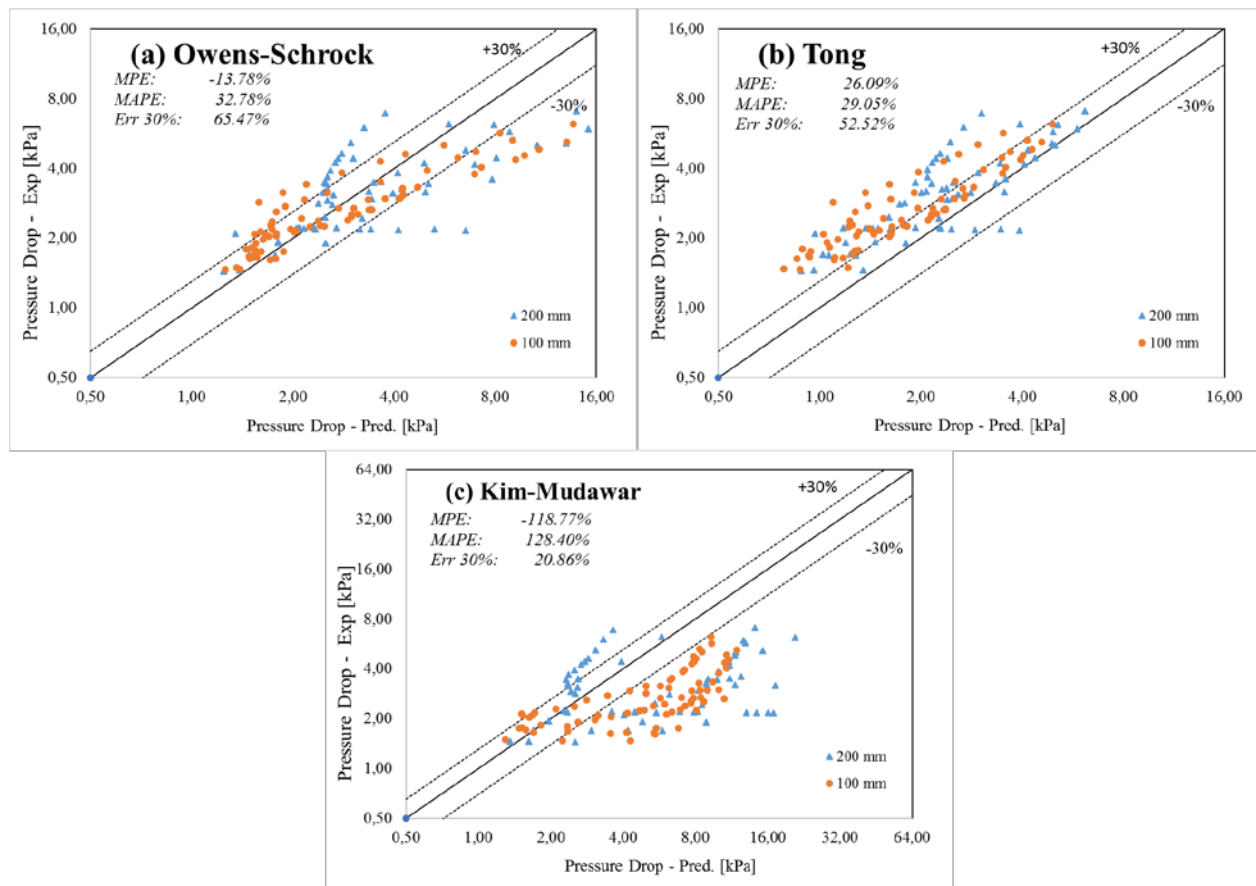 (a) Owens-Schrock
MPE: -13.78%
MAPE: 32.78%
Err 30%: 65.47%
+30%
-30%
16,00
8,00
4,00
2,00
1,00
0,50
Pressure Drop - Exp [kPa]
200 mm
100 mm
0,50 1,00 2,00 4,00 8,00 16,00
Pressure Drop - Pred. [kPa]
(b) Tong
MPE: 26.09%
MAPE: 29.05%
Err 30%: 52.52%
+30%
-30%
16,00
8,00
4,00
2,00
1,00
0,50
Pressure Drop - Exp [kPa]
200 mm
100 mm
0,50 1,00 2,00 4,00 8,00 16,00
Pressure Drop - Pred. [kPa]
(c) Kim-Mudawar
MPE: -118.77%
MAPE: 128.40%
Err 30%: 20.86%
+30%
-30%
64,00
32,00
16,00
8,00
4,00
2,00
1,00
0,50
Pressure Drop - Exp [kPa]
200 mm
100 mm
0,50 1,00 2,00 4,00 8,00 16,00 32,00 64,00
Pressure Drop - Pred. [kPa]